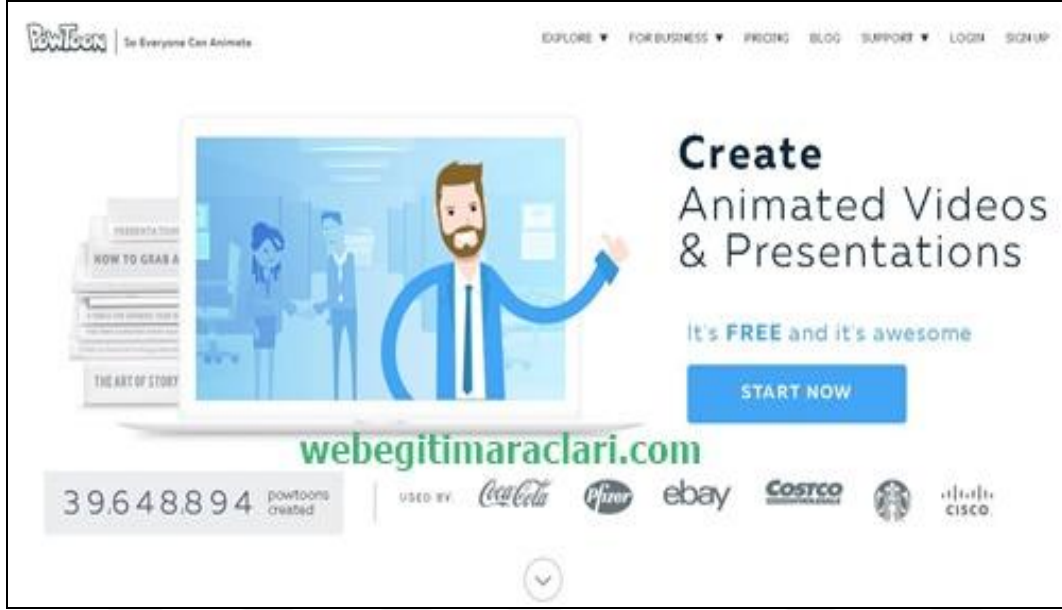 POWTOON | So Everyone Can Animate
EXPLORE ▼ FOR BUSINESS ▼ PRICING BLOG SUPPORT ▼ LOGIN SIGN UP
Create
Animated Videos
& Presentations
PRESENTATION
HOW TO GRAB A
THE ART OF STORY
It's FREE and it's awesome
START NOW
webegitimaraclari.com
39,648,894 powtoons created
USED BY: Coca-Cola Pfizer ebay COSTCO WHOLESALE CISCO